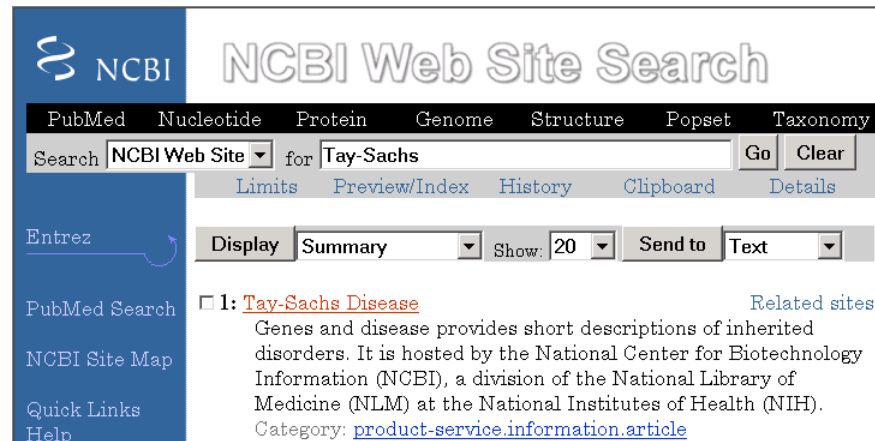 NCBI
NCBI Web Site Search
PubMed Nucleotide Protein Genome Structure Popset Taxonomy
Search NCBI Web Site for Tay-Sachs Go Clear
Limits Preview/Index History Clipboard Details
Entrez
Display Summary Show: 20 Send to Text
PubMed Search
NCBI Site Map
Quick Links
Help
1: Tay-Sachs Disease Related sites
Genes and disease provides short descriptions of inherited
disorders. It is hosted by the National Center for Biotechnology
Information (NCBI), a division of the National Library of
Medicine (NLM) at the National Institutes of Health (NIH).
Category: product-service.information.article